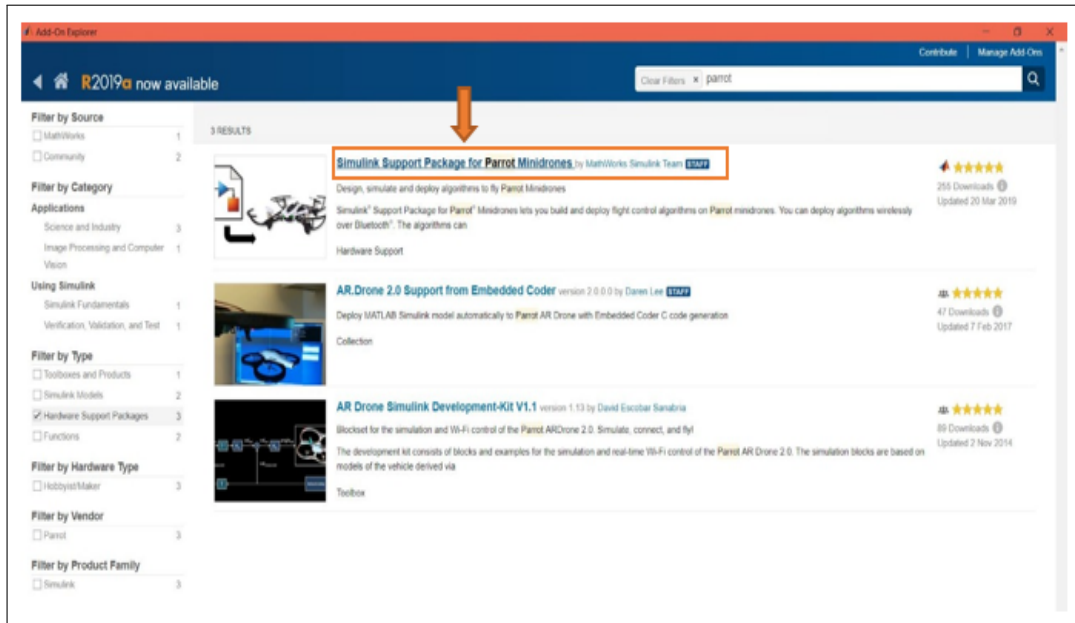 Add-On Explorer
Contribute | Manage Add-Ons
R2019a now available
Clear Filters × parrot
Filter by Source
MathWorks 1
Community 2
Filter by Category
Applications
Science and Industry 3
Image Processing and Computer 1
Vision
Using Simulink
Simulink Fundamentals 1
Verification, Validation, and Test 1
Filter by Type
Toolboxes and Products 1
Simulink Models 2
Hardware Support Packages 3
Functions 2
Filter by Hardware Type
Hobbyist/Maker 3
Filter by Vendor
Parrot 3
Filter by Product Family
Simulink 3
3 RESULTS
Simulink Support Package for Parrot Minidrones by MathWorks Simulink Team STAFF
Design, simulate and deploy algorithms to fly Parrot Minidrones
Simulink® Support Package for Parrot® Minidrones lets you build and deploy flight control algorithms on Parrot minidrones. You can deploy algorithms wirelessly
over Bluetooth®. The algorithms can
Hardware Support
255 Downloads
Updated 20 Mar 2019
AR.Drone 2.0 Support from Embedded Coder version 2.0.0.0 by Daren Lee STAFF
Deploy MATLAB Simulink model automatically to Parrot AR Drone with Embedded Coder C code generation
Collection
47 Downloads
Updated 7 Feb 2017
AR Drone Simulink Development-Kit V1.1 version 1.13 by David Escobar Sanabria
Blockset for the simulation and Wi-Fi control of the Parrot ARDrone 2.0. Simulate, connect, and fly!
The development kit consists of blocks and examples for the simulation and real-time Wi-Fi control of the Parrot AR Drone 2.0. The simulation blocks are based on
models of the vehicle derived via
Toolbox
89 Downloads
Updated 2 Nov 2014